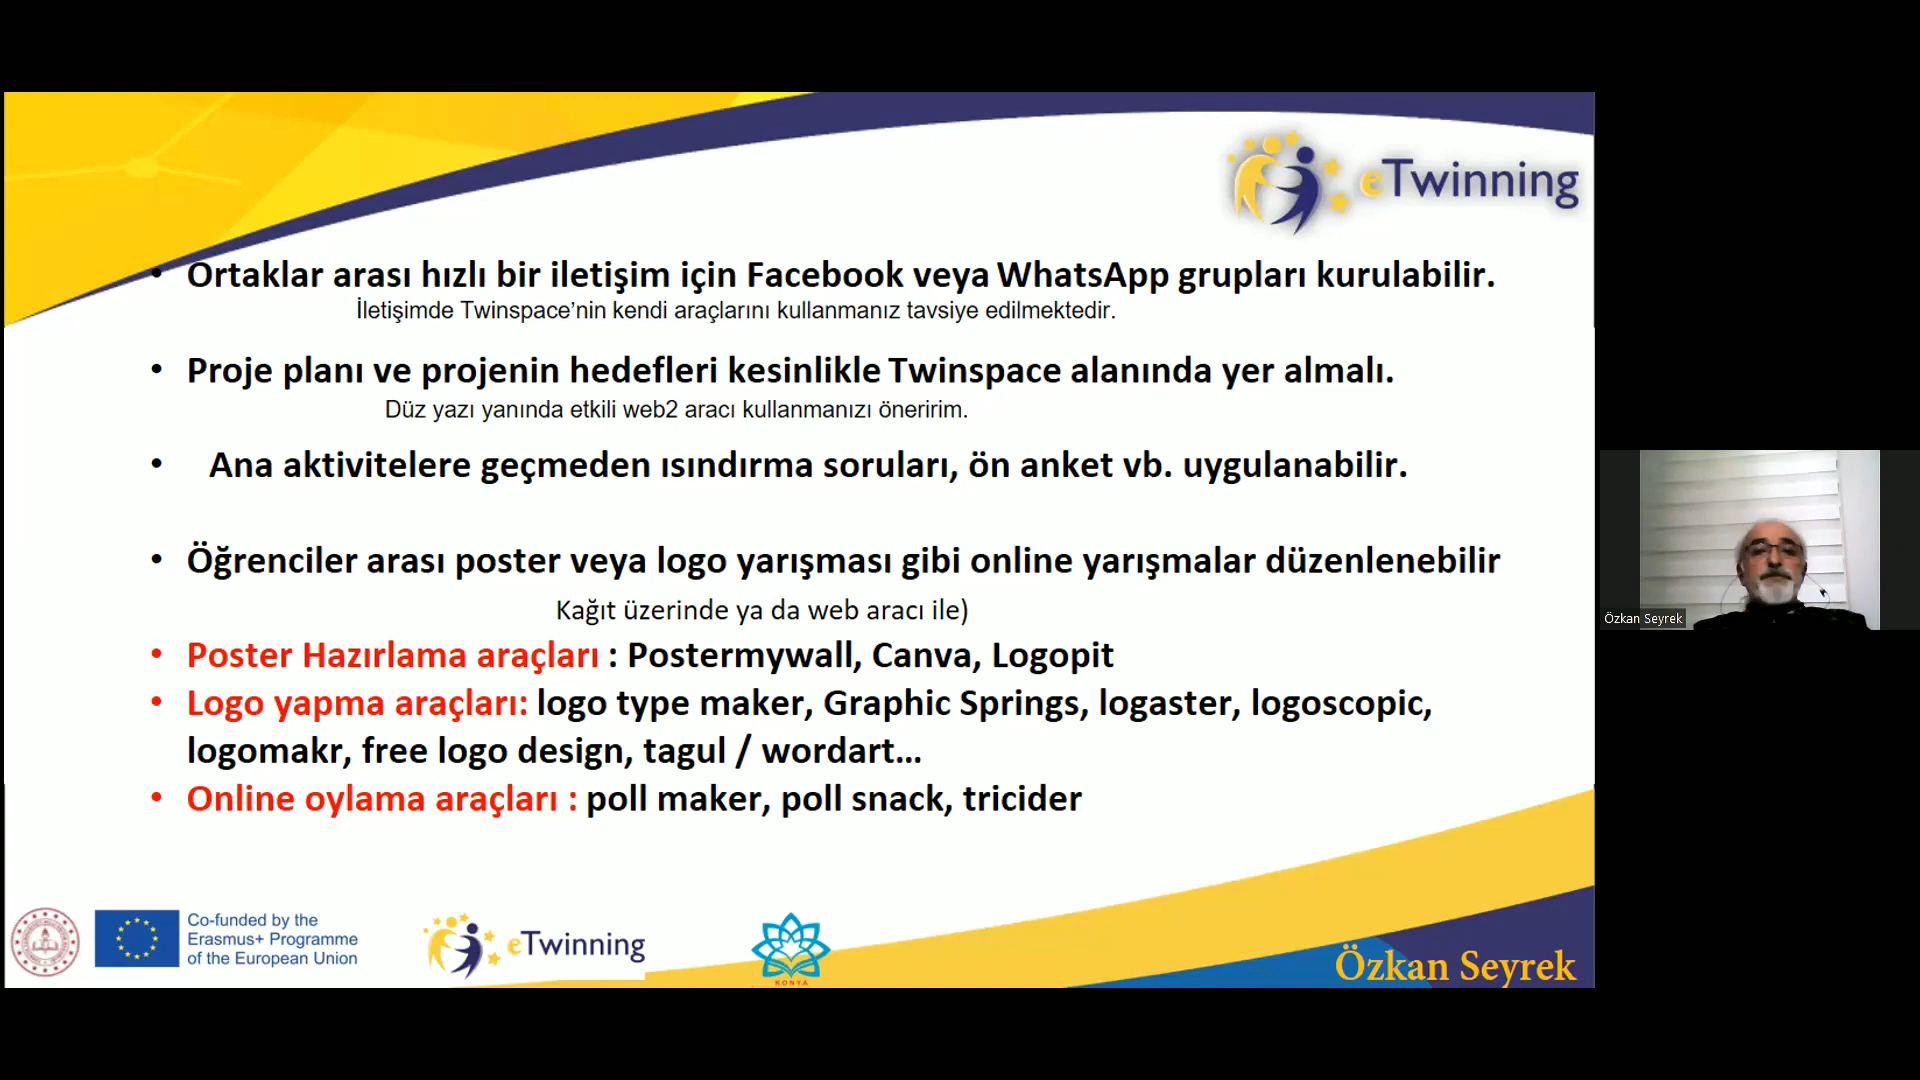 eTwinning
• Ortaklar arası hızlı bir iletişim için Facebook veya WhatsApp grupları kurulabilir.
İletişimde Twinspace’nin kendi araçlarını kullanmanız tavsiye edilmektedir.
• Proje planı ve projenin hedefleri kesinlikle Twinspace alanında yer almalı.
Düz yazı yanında etkili web2 aracı kullanmanızı öneririm.
• Ana aktivitelere geçmeden ısındırma soruları, ön anket vb. uygulanabilir.
• Öğrenciler arası poster veya logo yarışması gibi online yarışmalar düzenlenebilir
Kağıt üzerinde ya da web aracı ile)
• Poster Hazırlama araçları : Postermywall, Canva, Logopit
• Logo yapma araçları: logo type maker, Graphic Springs, logaster, logoscopic,
logomakr, free logo design, tagul / wordart...
• Online oylama araçları : poll maker, poll snack, tricider
Co-funded by the
Erasmus+ Programme
of the European Union
eTwinning
KONYA
Özkan Seyrek
Özkan Seyrek